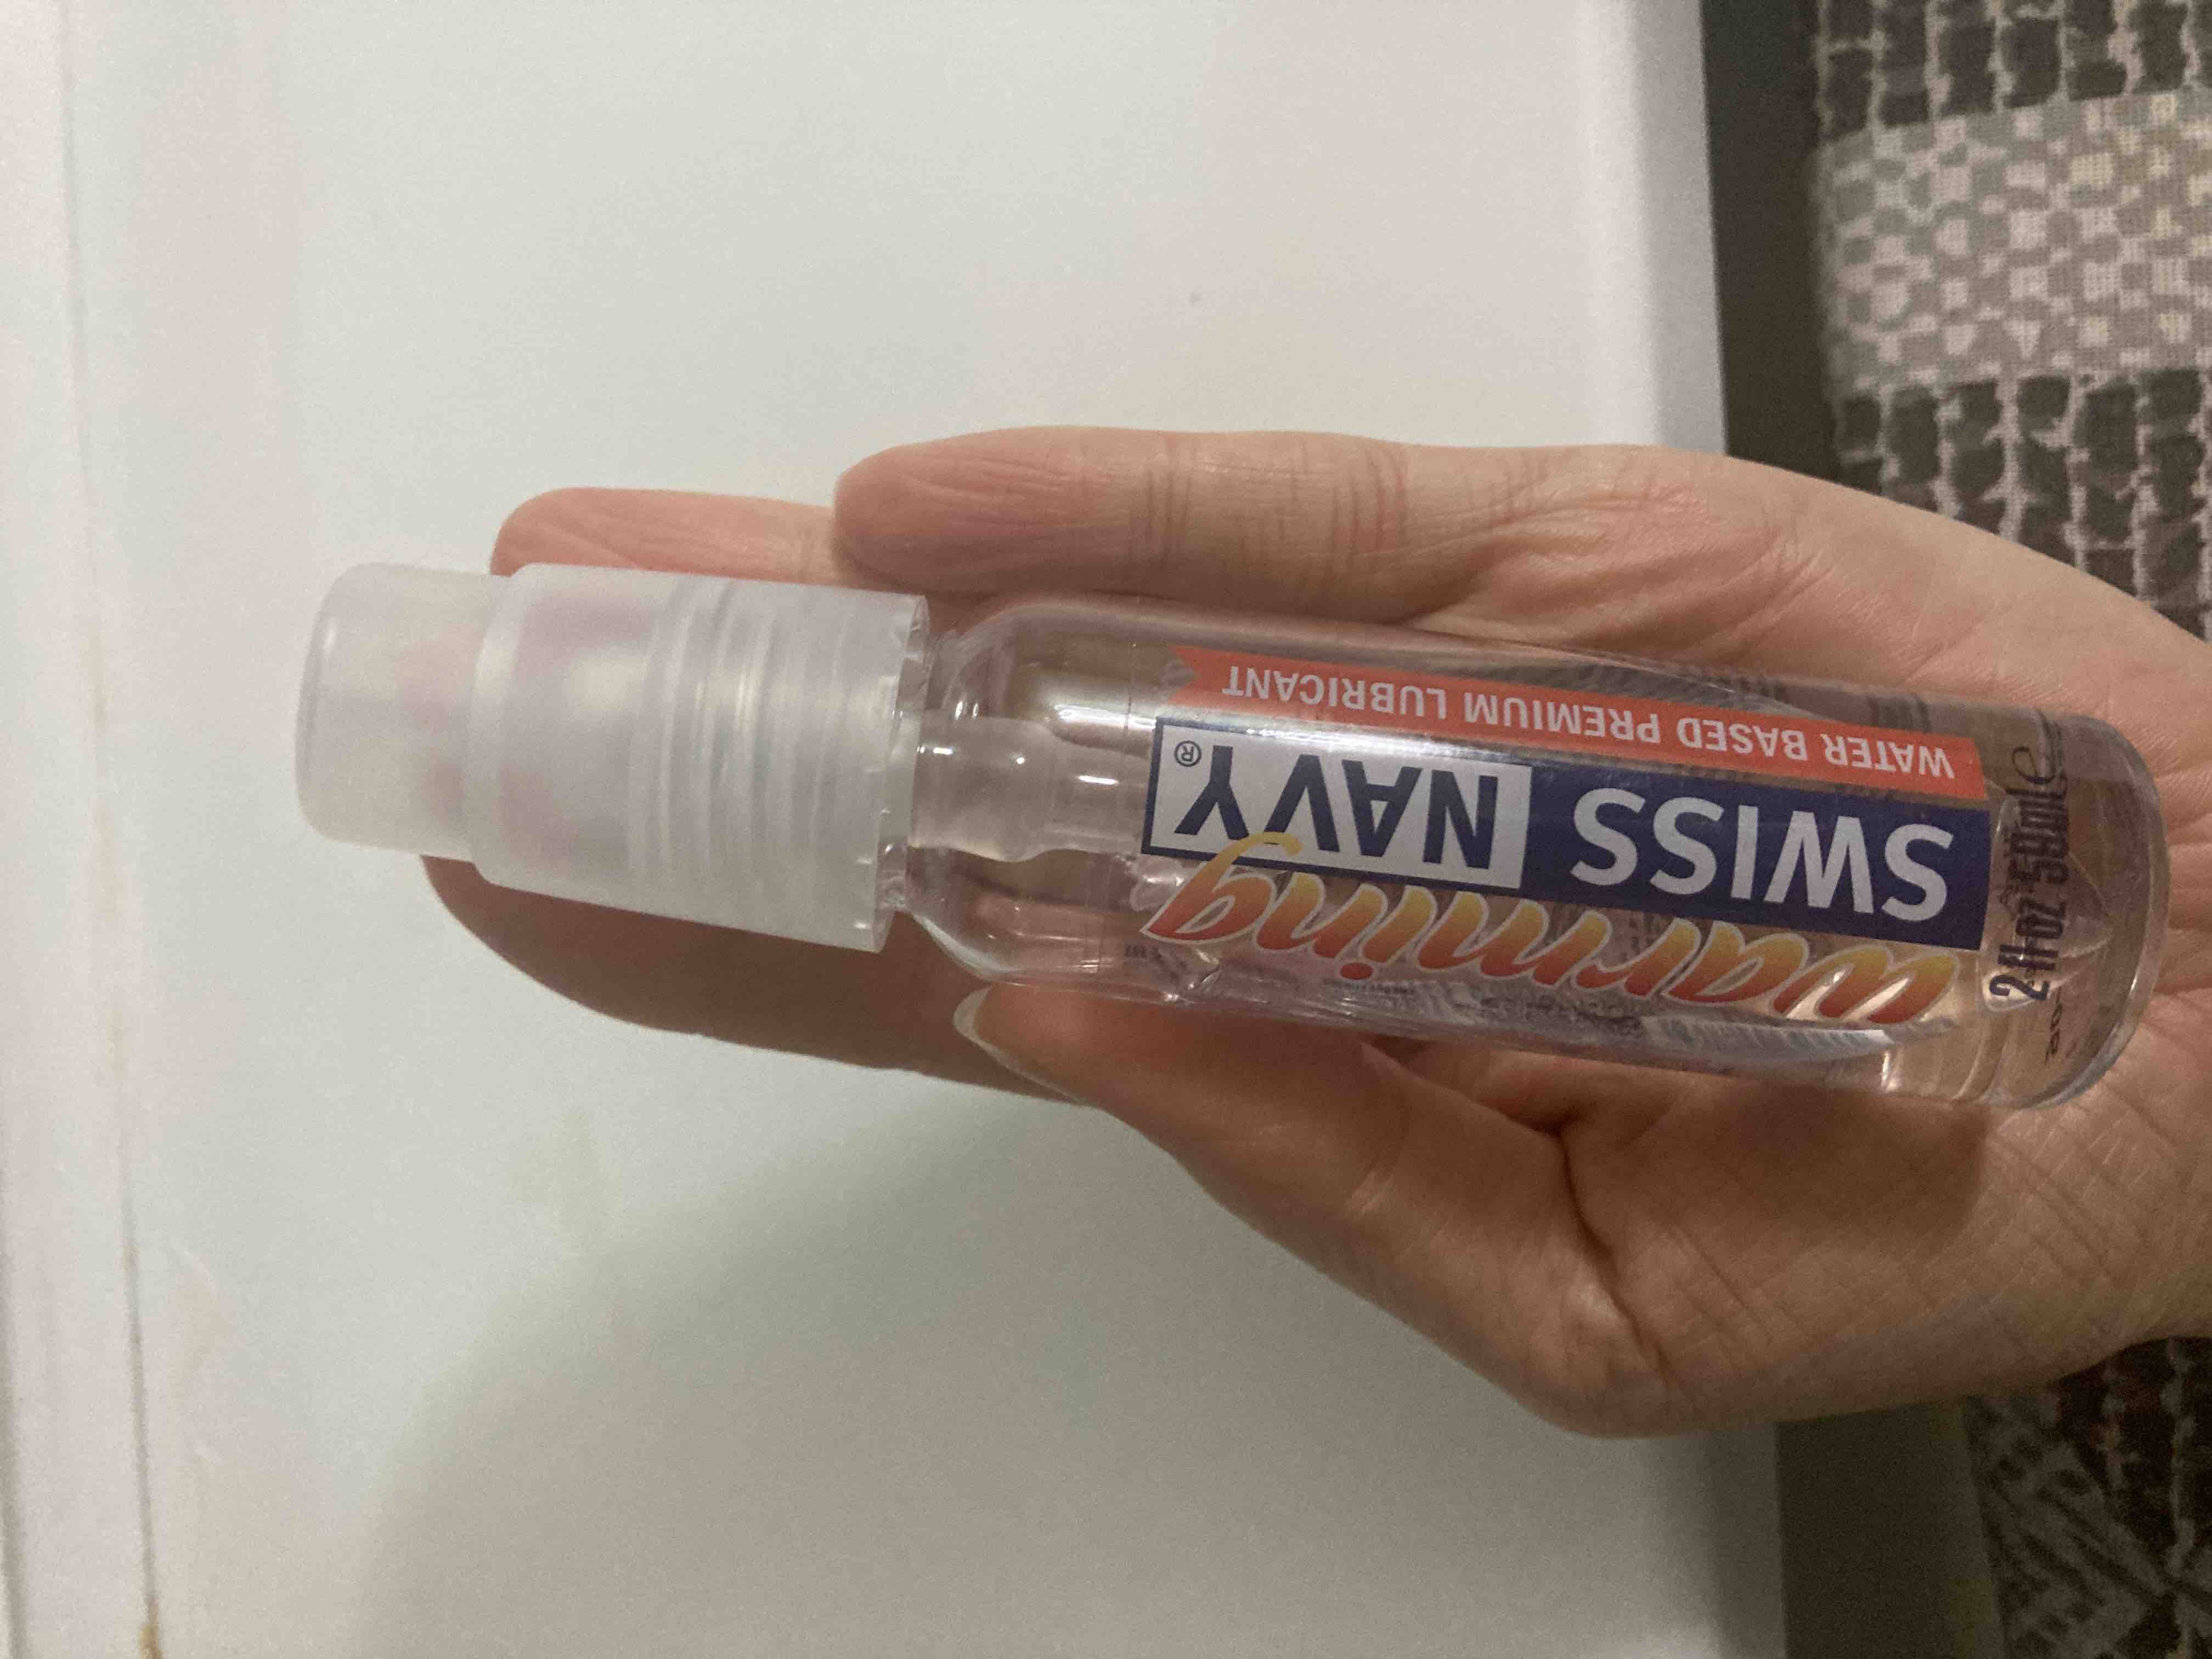 WATER BASED PREMIUM LUBRICANT
SWISS NAVY®
warming
2 fl oz 59ml e